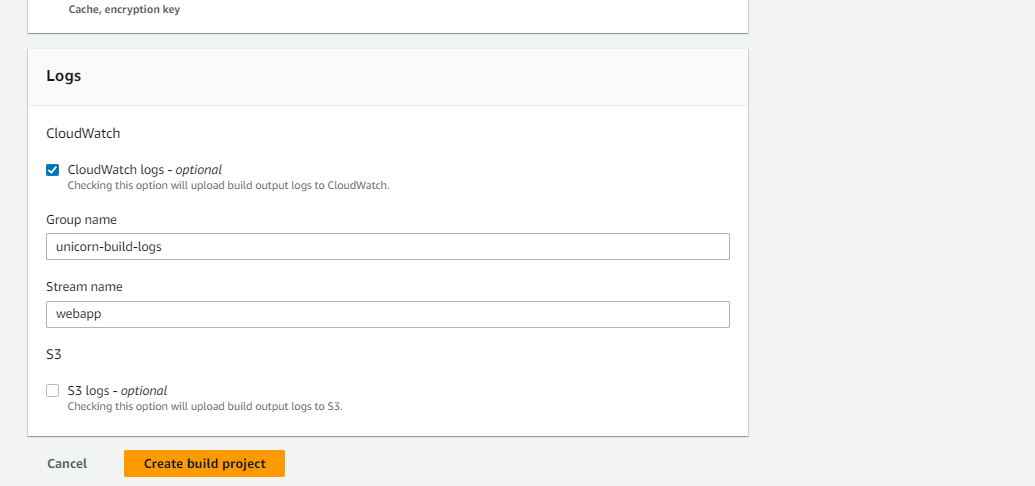 Cache, encryption key
Logs
CloudWatch
CloudWatch logs - optional
Checking this option will upload build output logs to CloudWatch.
Group name
unicorn-build-logs
Stream name
webapp
S3
S3 logs - optional
Checking this option will upload build output logs to S3.
Cancel
Create build project